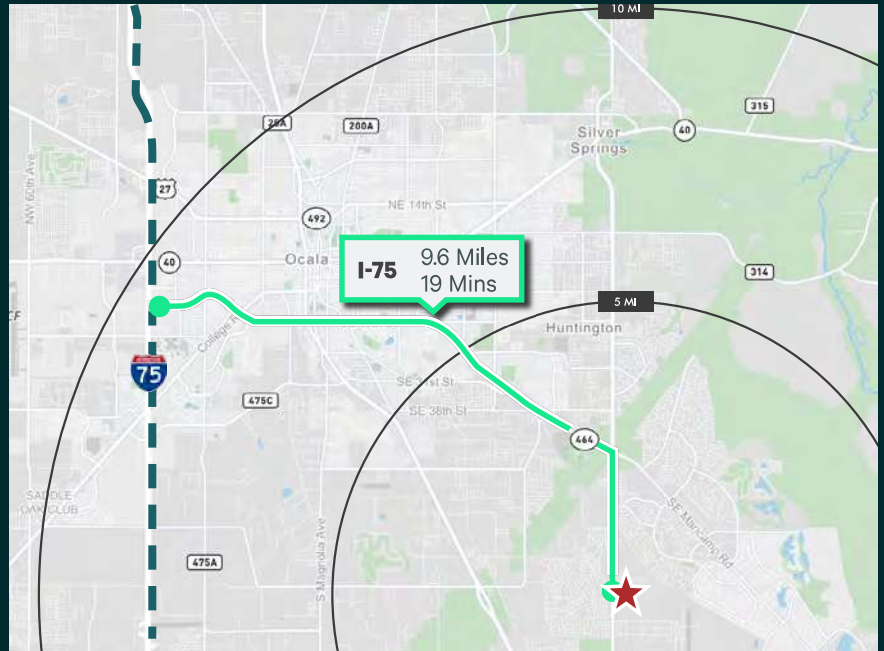 10 MI
315
25A
200A
40
Silver
Springs
NW 60th Ave
27
NE 14th St
492
40
Ocala
I-75
9.6 Miles
19 Mins
314
5 MI
CF
College R
Huntington
75
SE 31st St
475C
SE 38th St
464
SADDLE
OAK CLUB
S Magnolia Ave
SE Maricamp Rd
475A